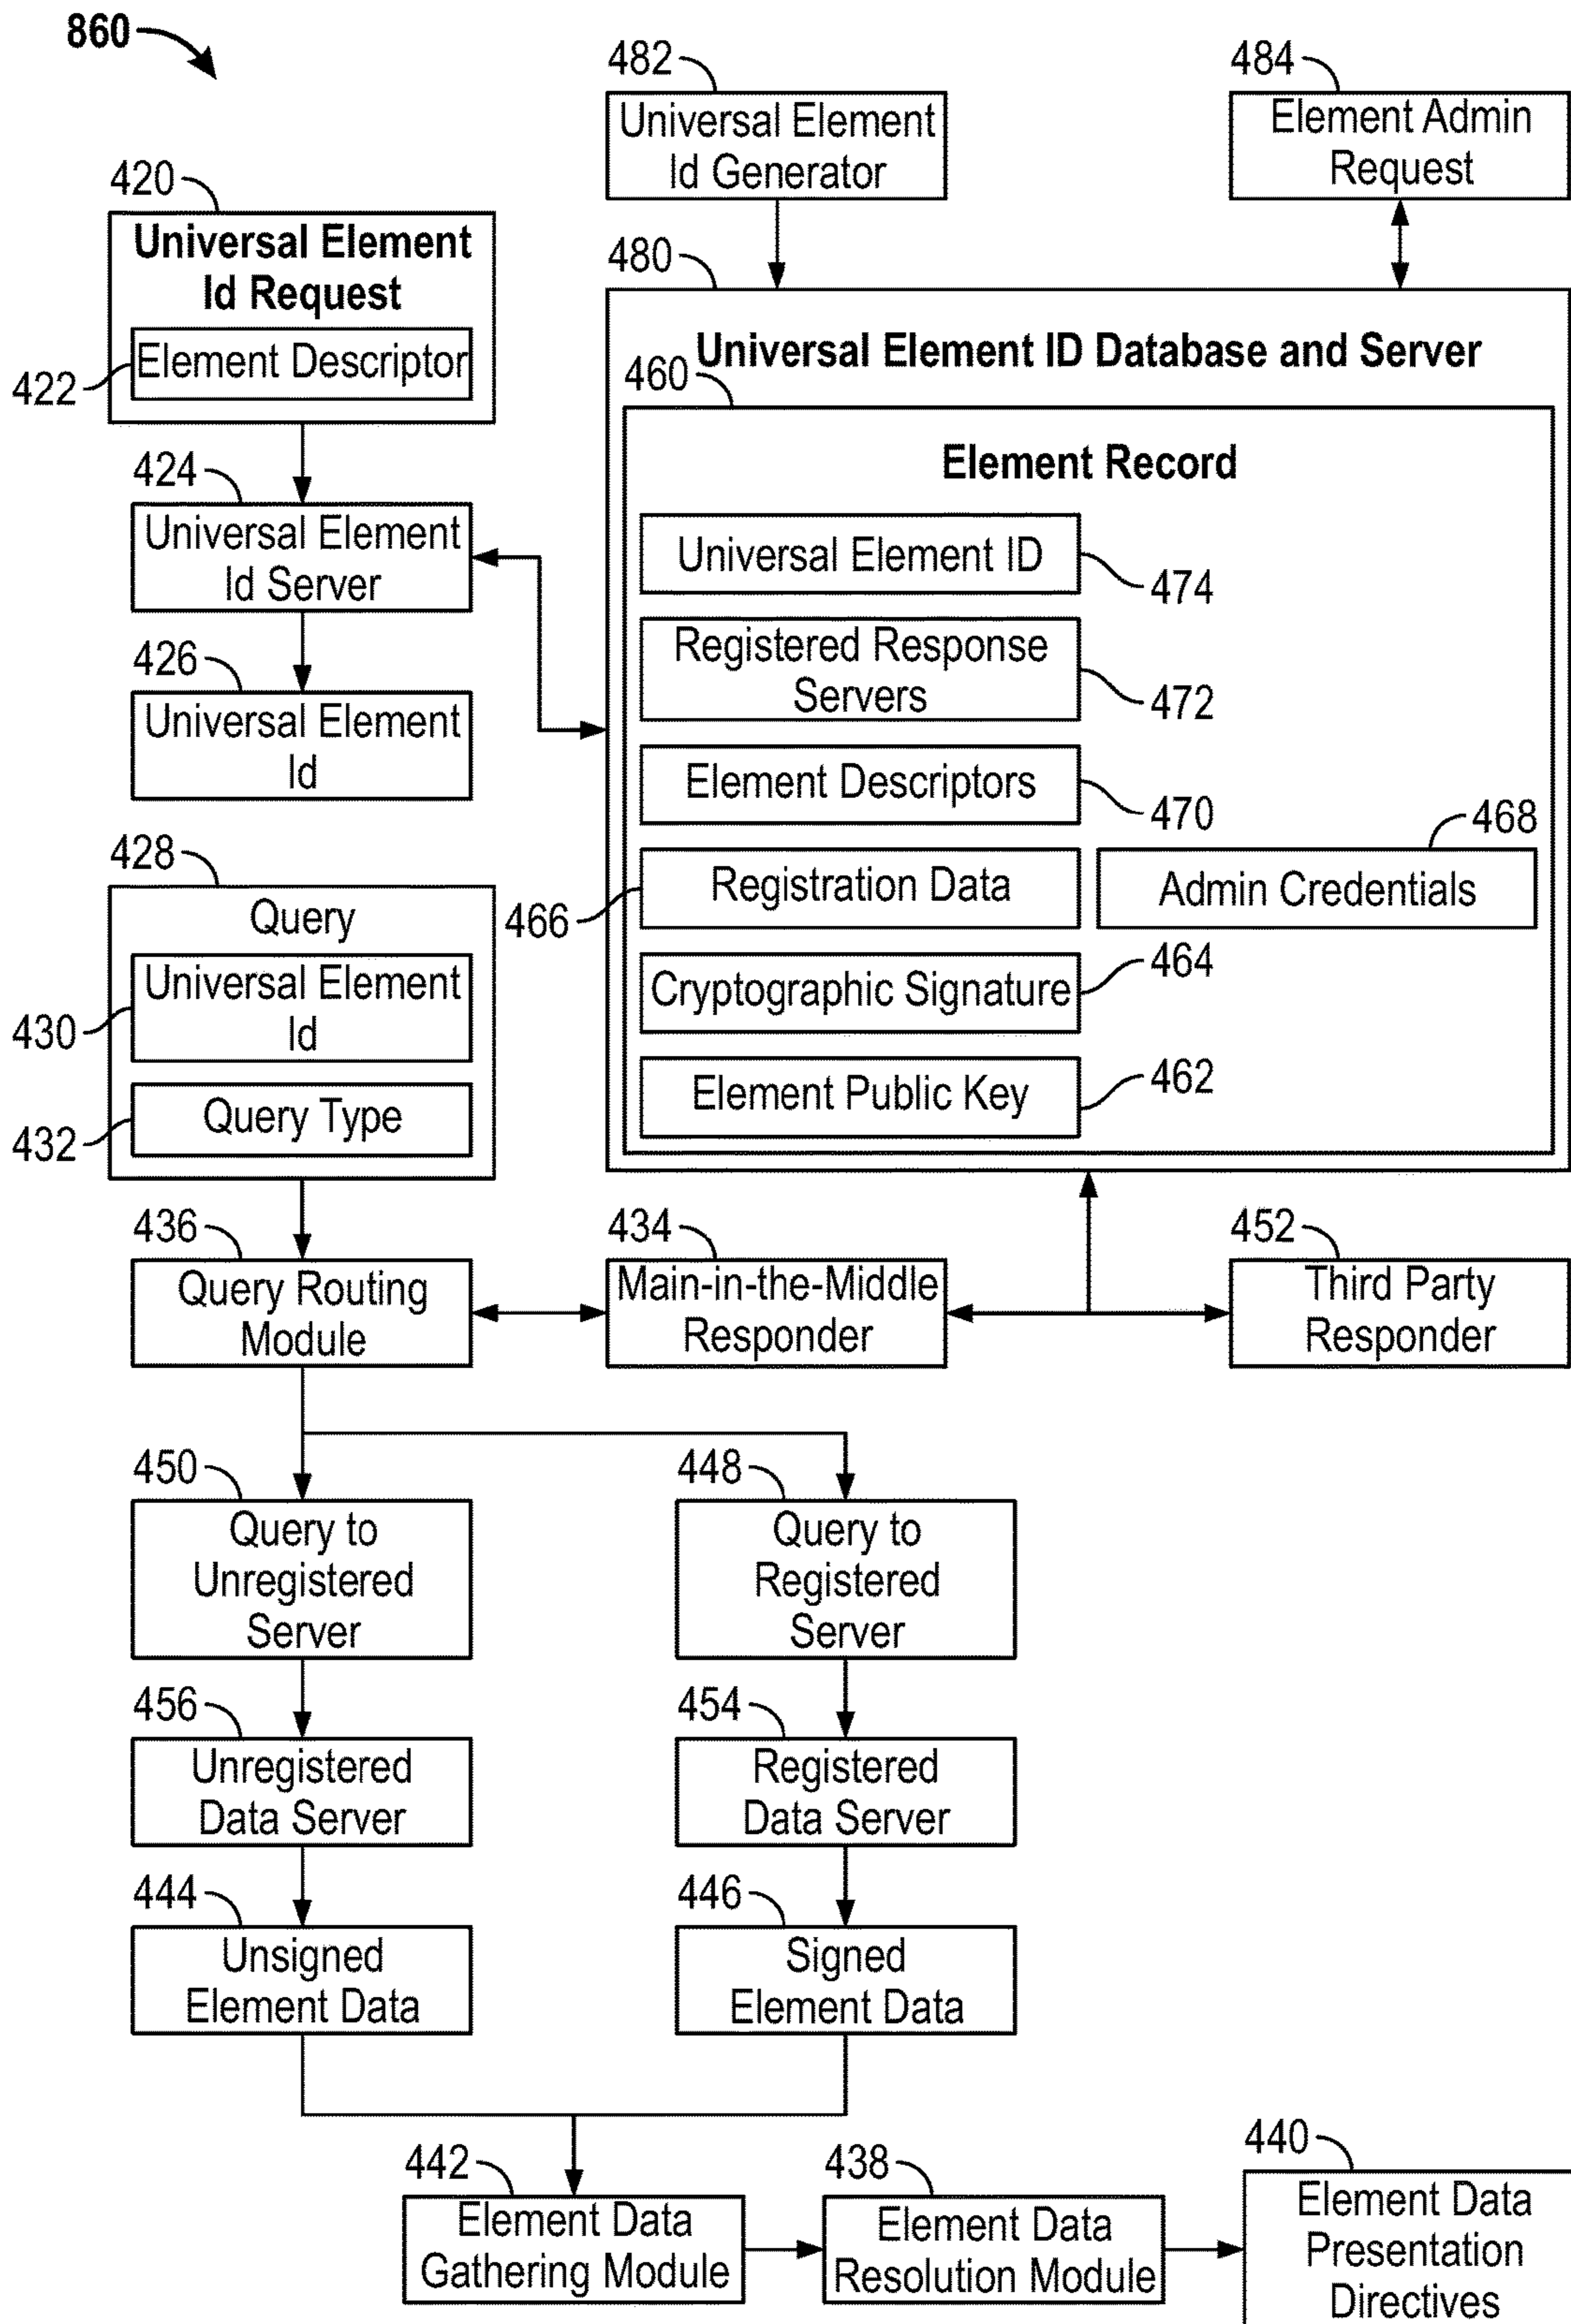 860
482
Universal Element
Id Generator
484
Element Admin
Request
420
Universal Element
Id Request
Element Descriptor
422
480
Universal Element ID Database and Server
460
Element Record
424
Universal Element
Id Server
Universal Element ID
474
426
Universal Element
Id
Registered Response
Servers
472
Element Descriptors
470
468
428
Query
466
Registration Data
Admin Credentials
Universal Element
Id
430
Cryptographic Signature
464
Query Type
432
Element Public Key
462
436
Query Routing
Module
434
Main-in-the-Middle
Responder
452
Third Party
Responder
450
Query to
Unregistered
Server
448
Query to
Registered
Server
456
Unregistered
Data Server
454
Registered
Data Server
444
Unsigned
Element Data
446
Signed
Element Data
442
Element Data
Gathering Module
438
Element Data
Resolution Module
440
Element Data
Presentation
Directives